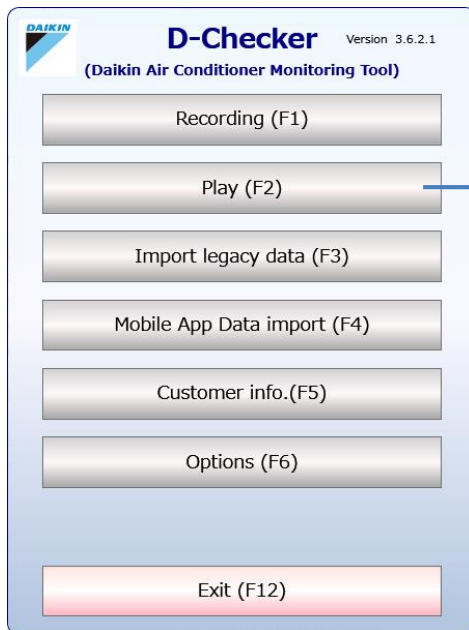 DAIKIN
D-Checker Version 3.6.2.1
(Daikin Air Conditioner Monitoring Tool)
Recording (F1)
Play (F2)
Import legacy data (F3)
Mobile App Data import (F4)
Customer info.(F5)
Options (F6)
Exit (F12)